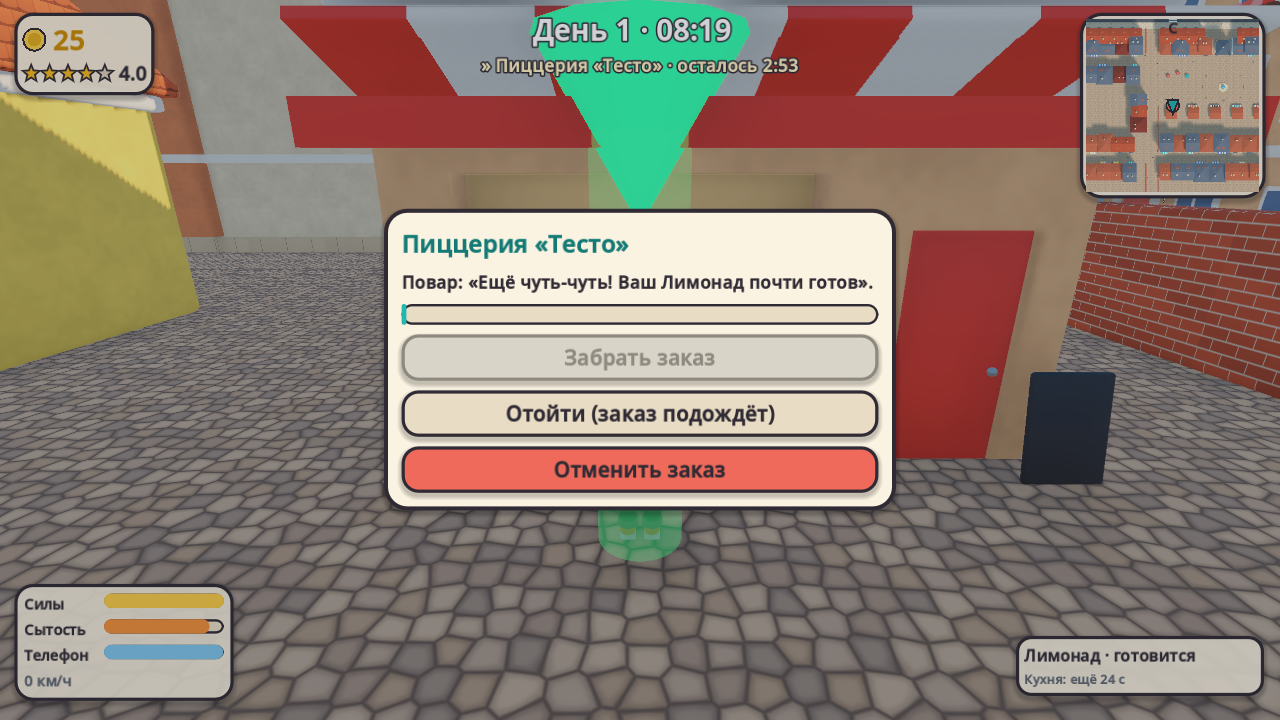 25
4.0
День 1 · 08:19
» Пиццерия «Тесто» · осталось 2:53
С
Пиццерия «Тесто»
Повар: «Ещё чуть-чуть! Ваш Лимонад почти готов».
Забрать заказ
Отойти (заказ подождёт)
Отменить заказ
Силы
Сытость
Телефон
0 км/ч
Лимонад · готовится
Кухня: ещё 24 с